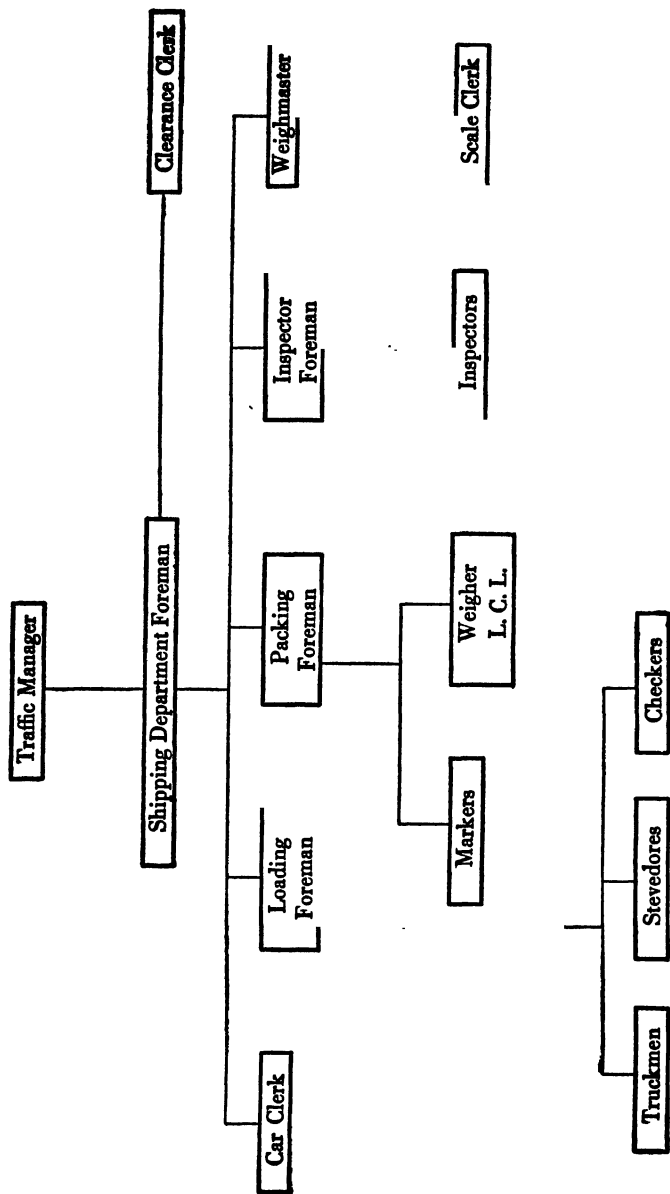 Traffic Manager
Shipping Department Foreman
Clearance Clerk
Car Clerk
Loading
Foreman
Packing
Foreman
Inspector
Foreman
Weighmaster
Markers
Weigher
L. C. L.
Inspectors
Scale Clerk
Truckmen
Stevedores
Checkers